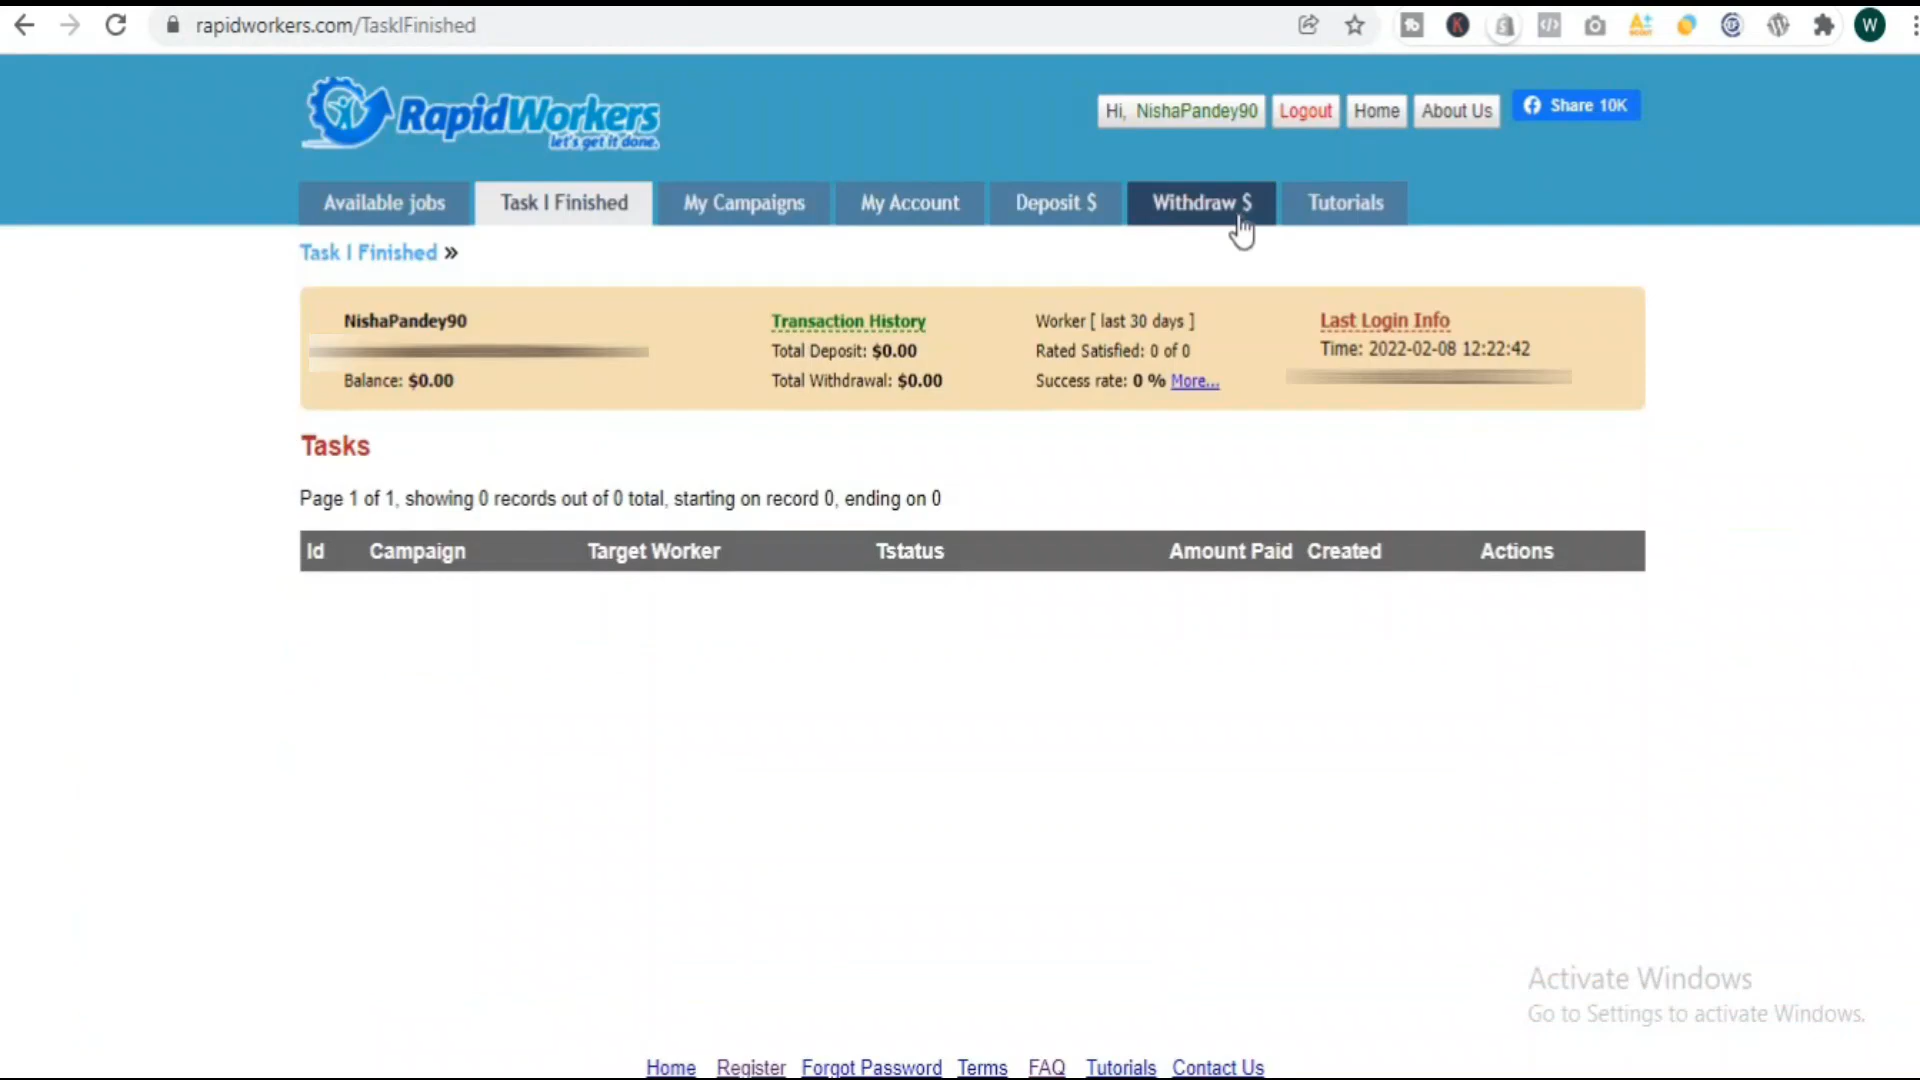 rapidworkers.com/TaskIFinished
W
RapidWorkers
let's get it done.
Hi, NishaPandey90
Logout
Home
About Us
Share 10K
Available jobs
Task I Finished
My Campaigns
My Account
Deposit $
Withdraw $
Tutorials
Task I Finished »
NishaPandey90
Balance: $0.00
Transaction History
Total Deposit: $0.00
Total Withdrawal: $0.00
Worker [ last 30 days ]
Rated Satisfied: 0 of 0
Success rate: 0 % More...
Last Login Info
Time: 2022-02-08 12:22:42
Tasks
Page 1 of 1, showing 0 records out of 0 total, starting on record 0, ending on 0
Id Campaign Target Worker Tstatus Amount Paid Created Actions
Activate Windows
Go to Settings to activate Windows.
Home Register Forgot Password Terms FAQ Tutorials Contact Us